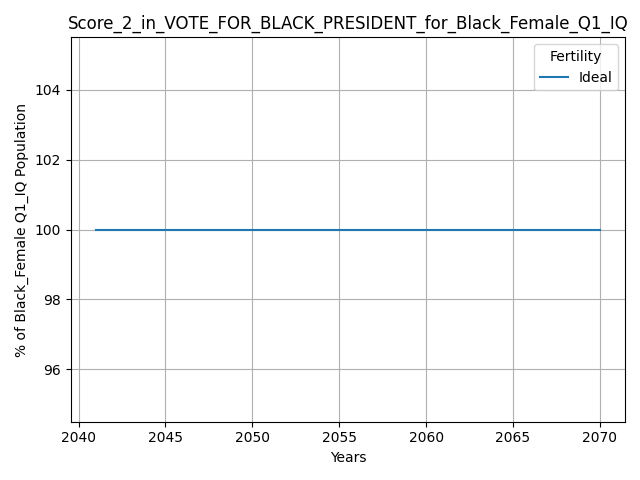 Score_2_in_VOTE_FOR_BLACK_PRESIDENT_for_Black_Female_Q1_IQ
Fertility
Ideal
104
102
100
98
96
% of Black_Female Q1_IQ Population
2040 2045 2050 2055 2060 2065 2070
Years